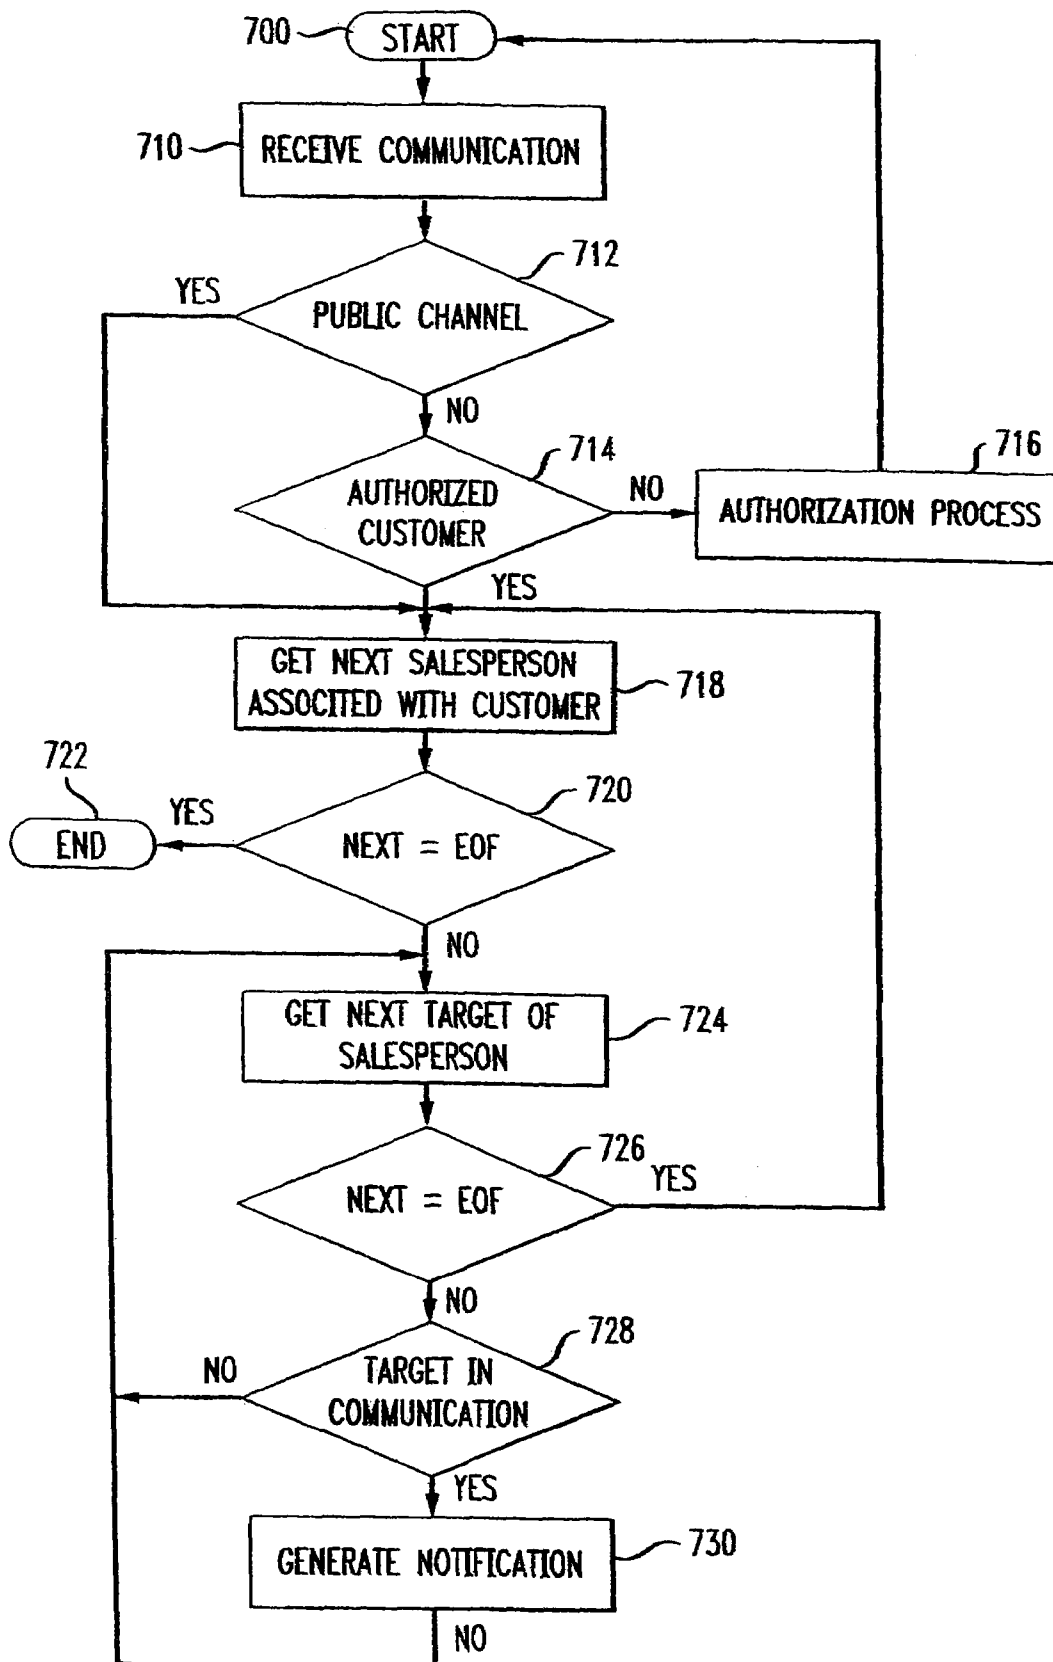 700
START
710
RECEIVE COMMUNICATION
712
YES
PUBLIC CHANNEL
NO
714
716
AUTHORIZED
CUSTOMER
NO
AUTHORIZATION PROCESS
YES
GET NEXT SALESPERSON
ASSOCITED WITH CUSTOMER
718
722
720
YES
END
NEXT = EOF
NO
GET NEXT TARGET OF
SALESPERSON
724
726
YES
NEXT = EOF
NO
728
NO
TARGET IN
COMMUNICATION
YES
GENERATE NOTIFICATION
730
NO